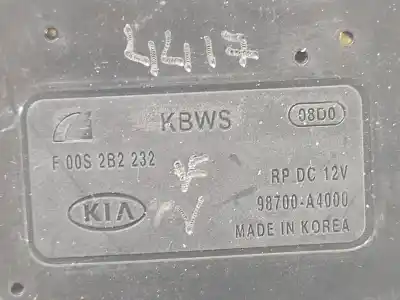 4417
KBWS
08D0
F 00S 2B2 232
RP DC 12V
KIA
98700-A4000
MADE IN KOREA